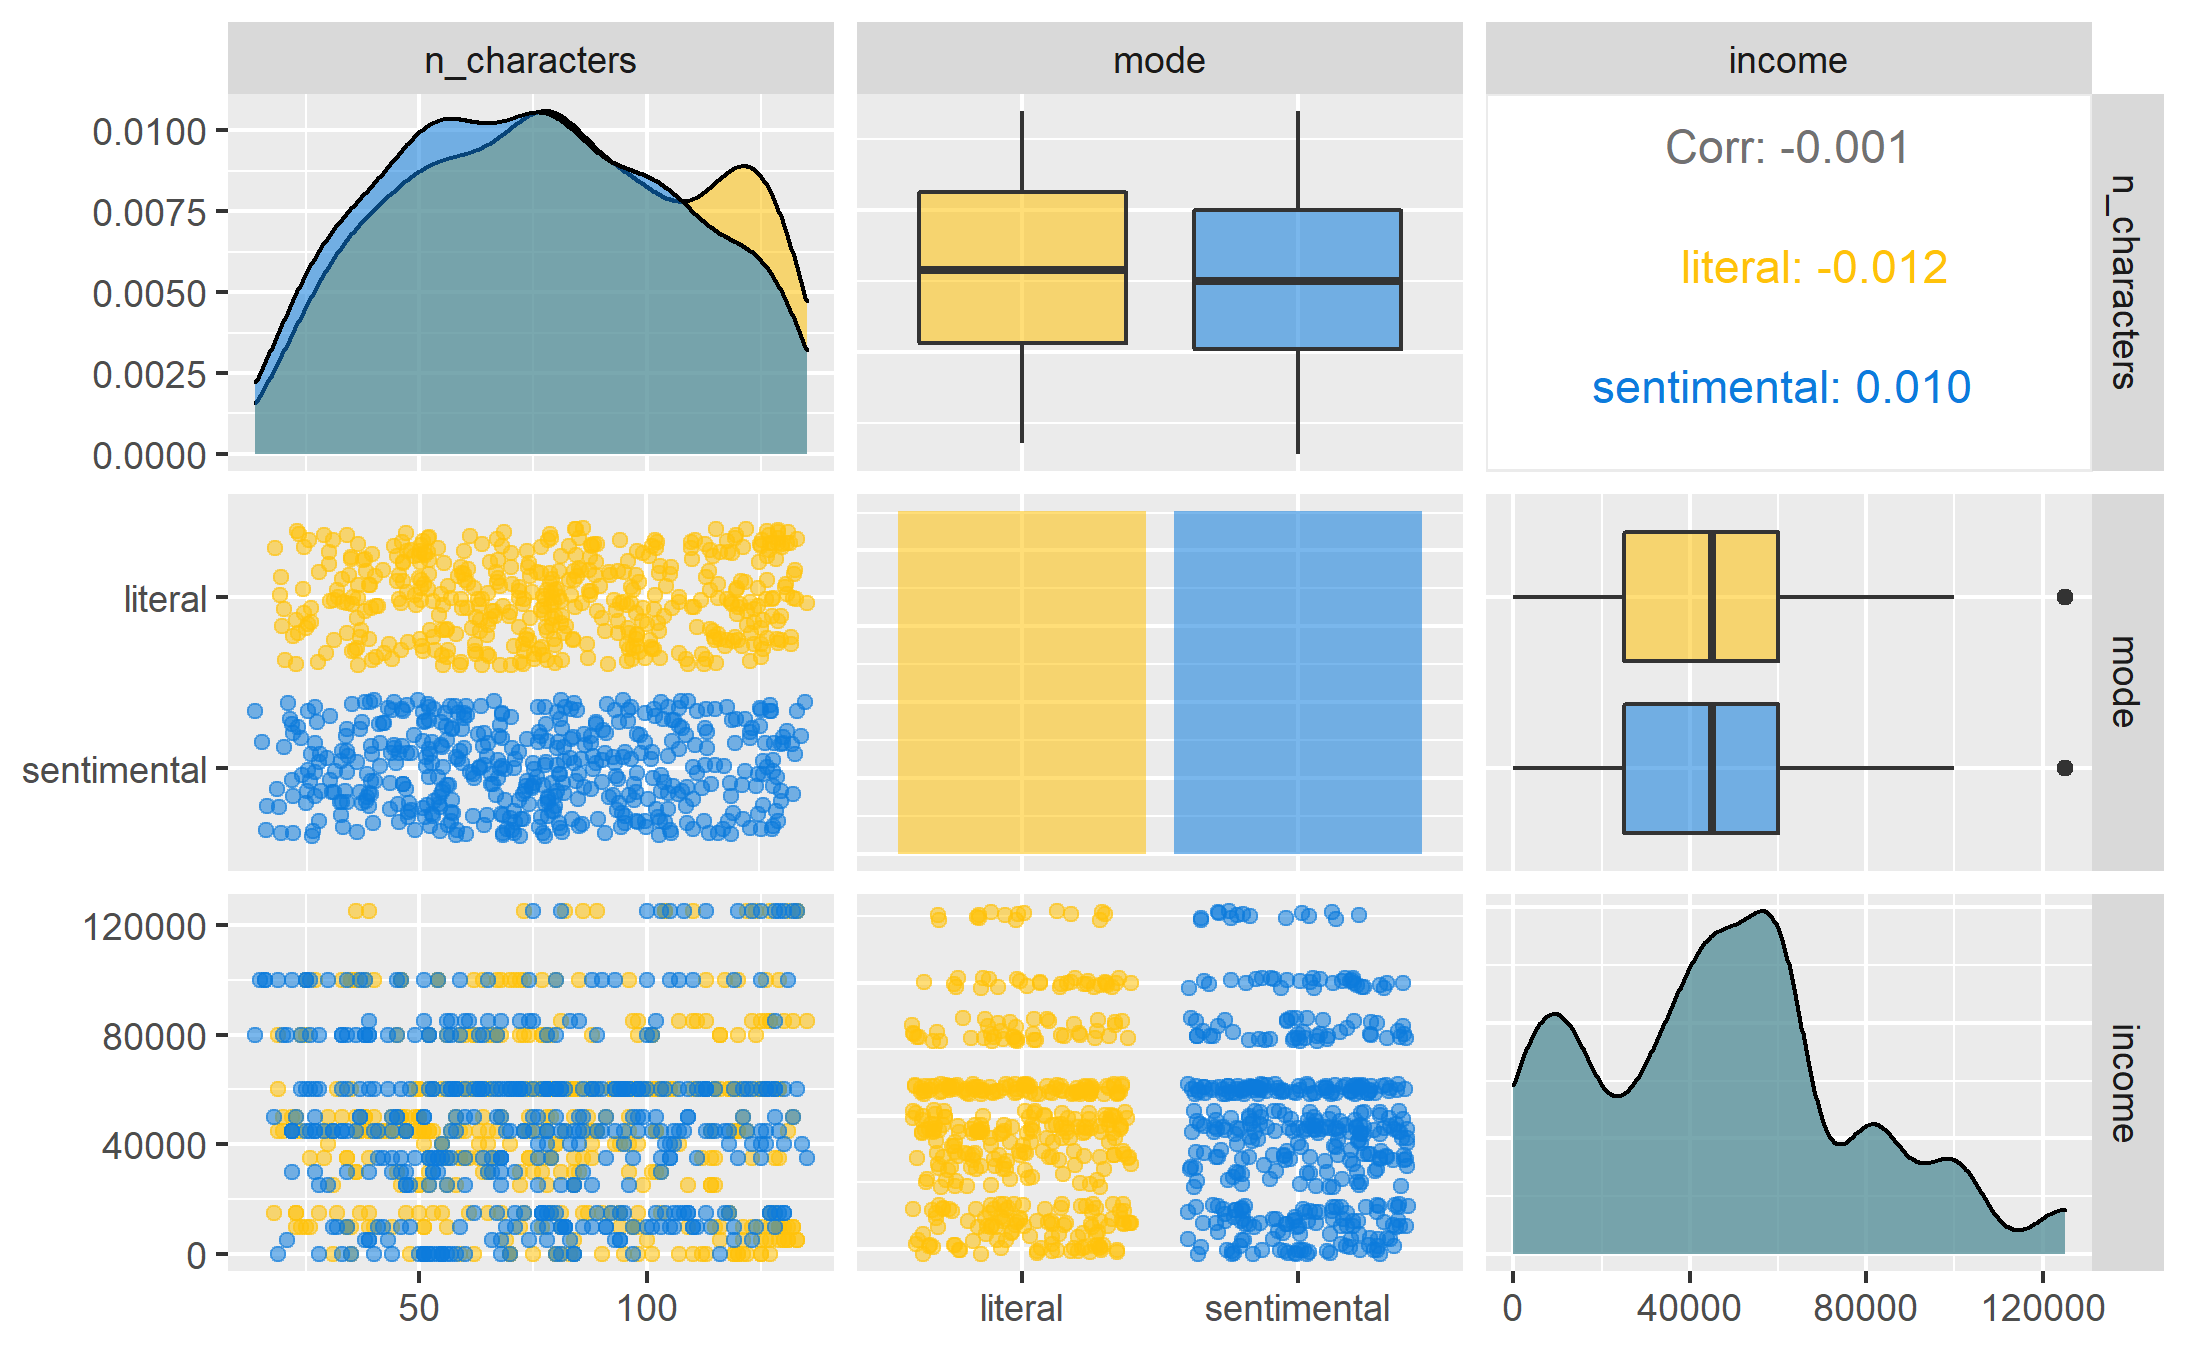 n_characters
mode
income
0.0100
0.0075
0.0050
0.0025
0.0000
Corr: -0.001
literal: -0.012
sentimental: 0.010
n_characters
literal
sentimental
mode
120000
80000
40000
0
income
50
100
literal
sentimental
0
40000
80000
120000